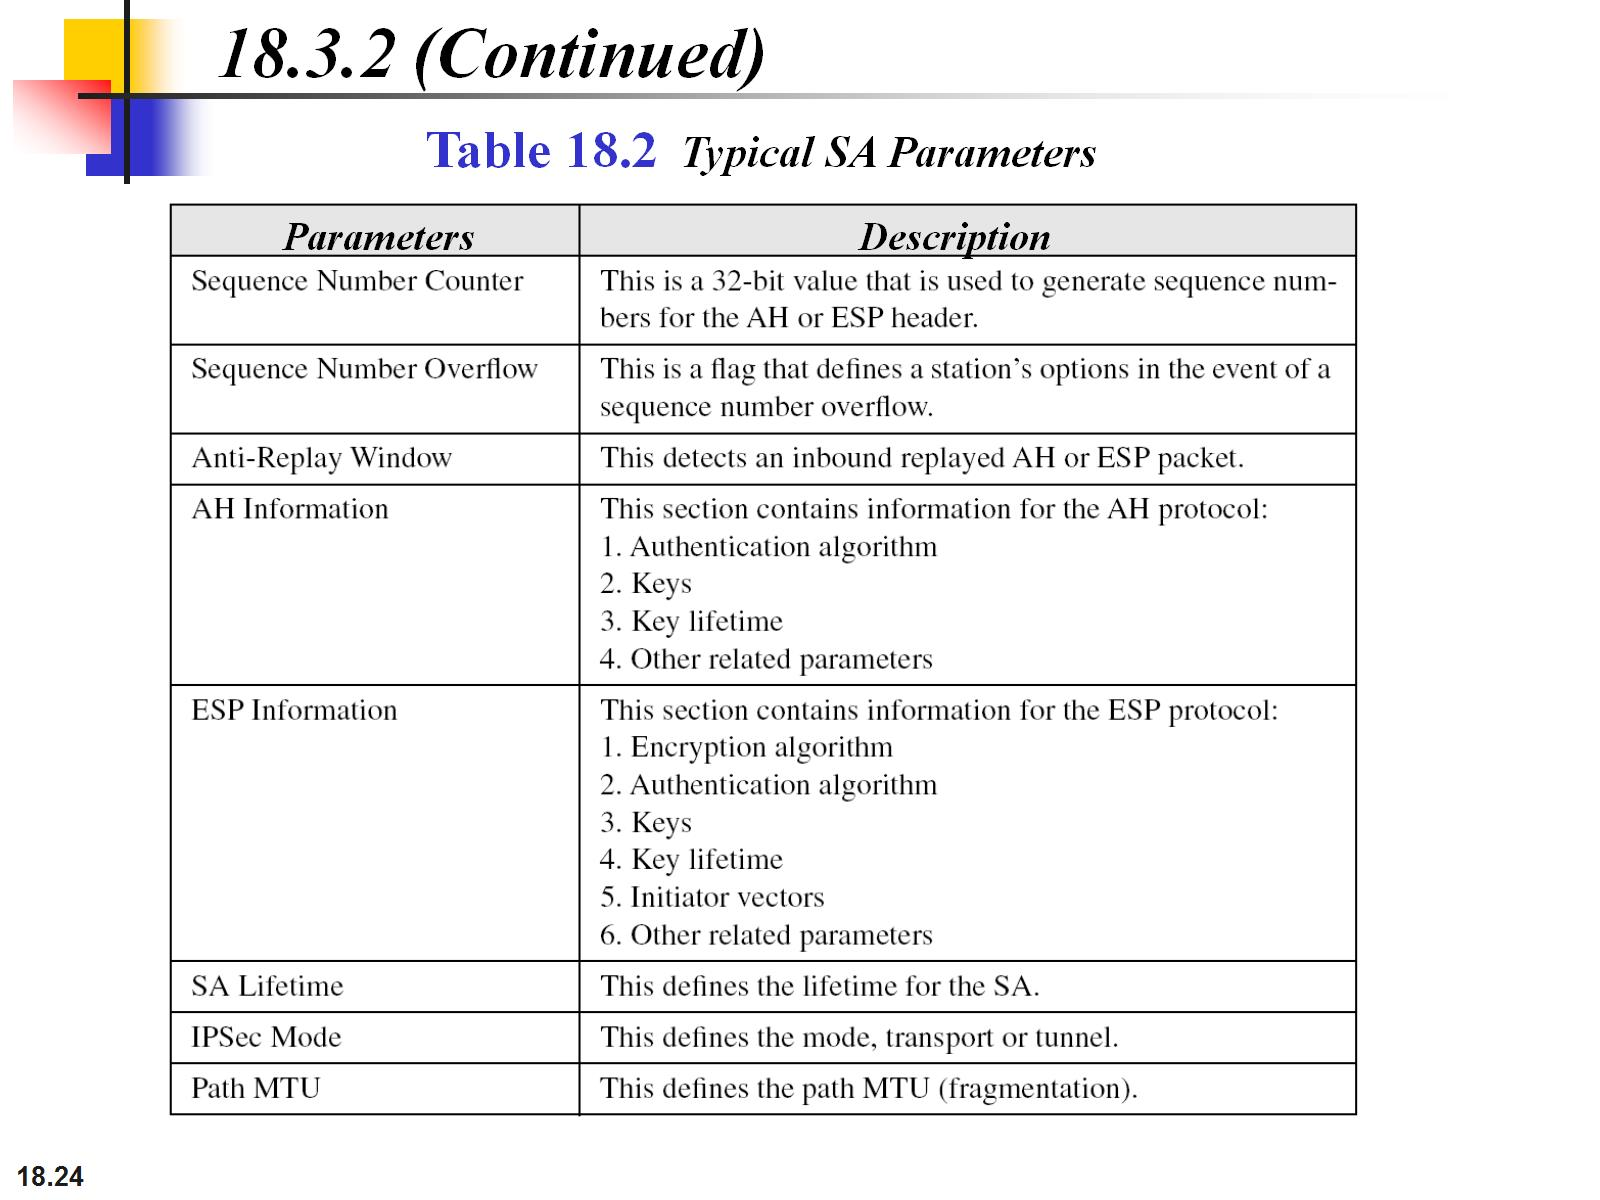 18.3.2 (Continued)
Table 18.2 Typical SA Parameters
Parameters Description
Sequence Number Counter This is a 32-bit value that is used to generate sequence num-
bers for the AH or ESP header.
Sequence Number Overflow This is a flag that defines a station’s options in the event of a
sequence number overflow.
Anti-Replay Window This detects an inbound replayed AH or ESP packet.
AH Information This section contains information for the AH protocol:
1. Authentication algorithm
2. Keys
3. Key lifetime
4. Other related parameters
ESP Information This section contains information for the ESP protocol:
1. Encryption algorithm
2. Authentication algorithm
3. Keys
4. Key lifetime
5. Initiator vectors
6. Other related parameters
SA Lifetime This defines the lifetime for the SA.
IPSec Mode This defines the mode, transport or tunnel.
Path MTU This defines the path MTU (fragmentation).
18.24